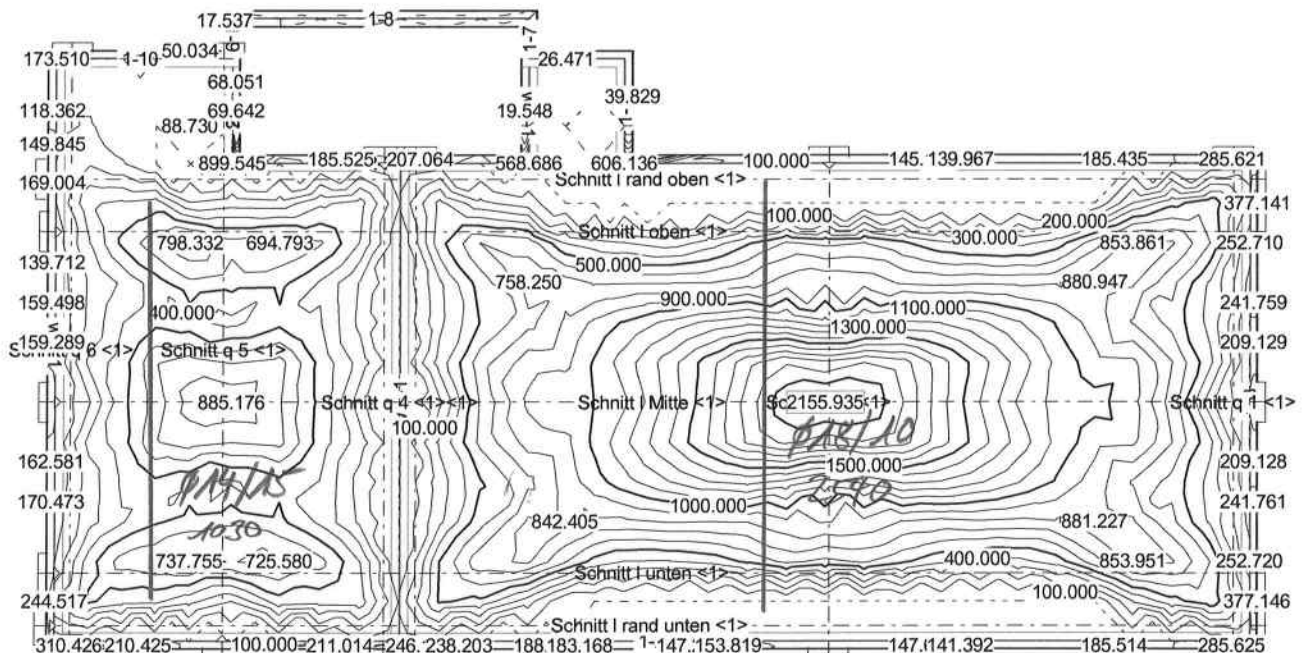 17.537 1-8
173.510 1-10 50.034 1-7 26.471
68.051
118.362 69.642 19.548 39.829
88.730
149.845 899.545 185.525 207.064 568.686 606.136 100.000 145. 139.967 185.435 285.621
Schnitt l rand oben <1>
169.004 377.141
100.000 200.000
798.332 694.793 Schnitt l oben <1> 300.000 853.861 252.710
139.712 500.000
758.250 880.947
159.498 400.000 900.000 1100.000 241.759
1300.000
159.289 209.129
Schnitt q 6 <1> Schnitt q 5 <1>
885.176 Schnitt q 4 <1> <1> Schnitt l Mitte <1> 2155.935 <1> Schnitt q 1 <1>
100.000
ø18/10
162.581 1500.000 209.128
ø14/15
170.473 1000.000 241.761
1030 842.405 881.227
737.755 725.580 400.000 853.951 252.720
Schnitt l unten <1>
244.517 100.000 377.146
Schnitt l rand unten <1>
310.426 210.425 100.000 211.014 246. 238.203 188. 183.168 1- 147. 153.819 147. 141.392 185.514 285.625